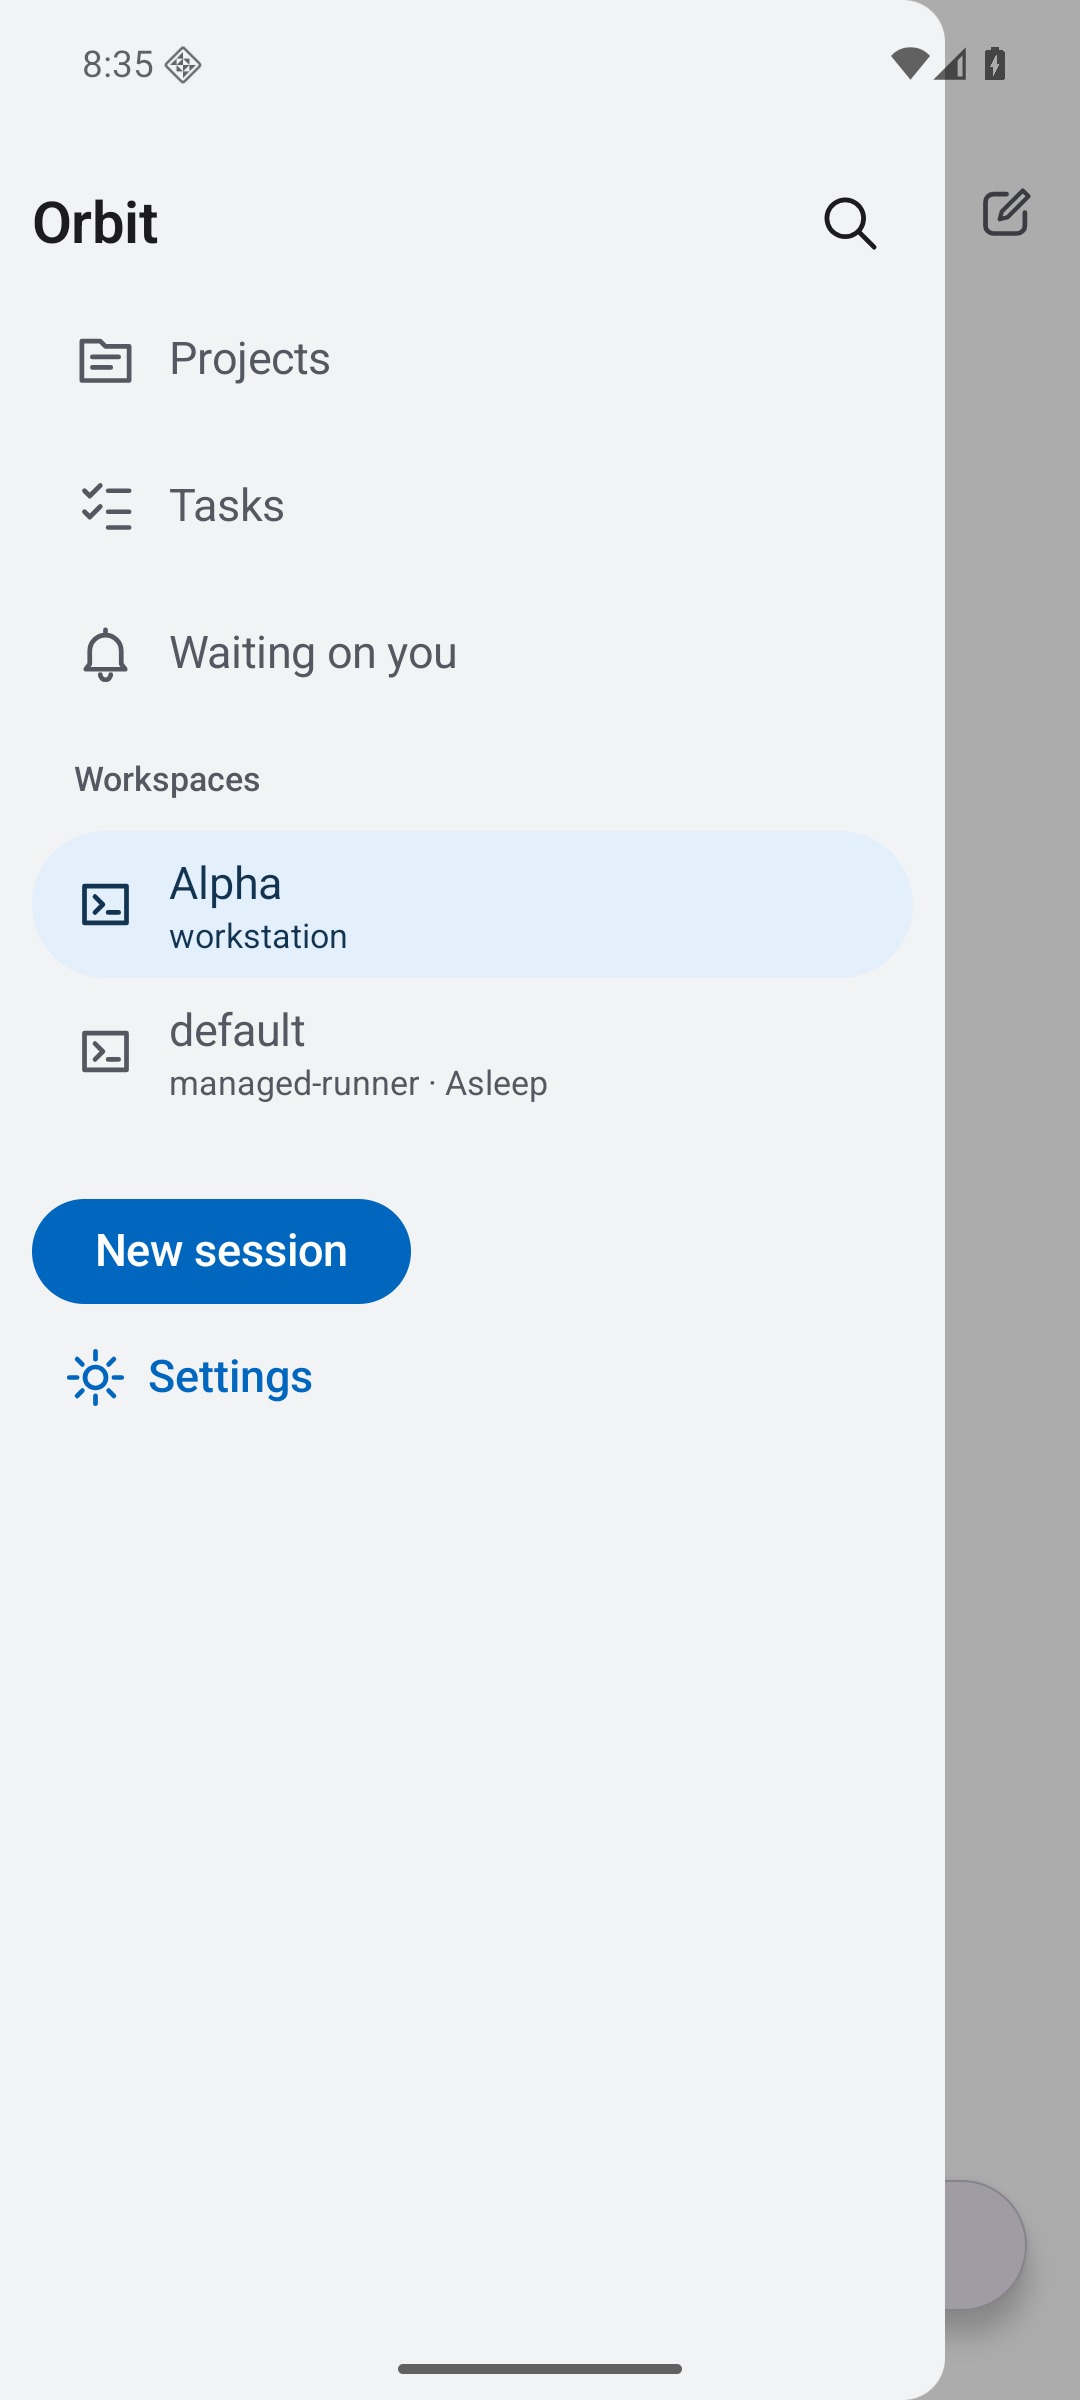 8:35
Orbit
Projects
Tasks
Waiting on you
Workspaces
Alpha
workstation
default
managed-runner · Asleep
New session
Settings